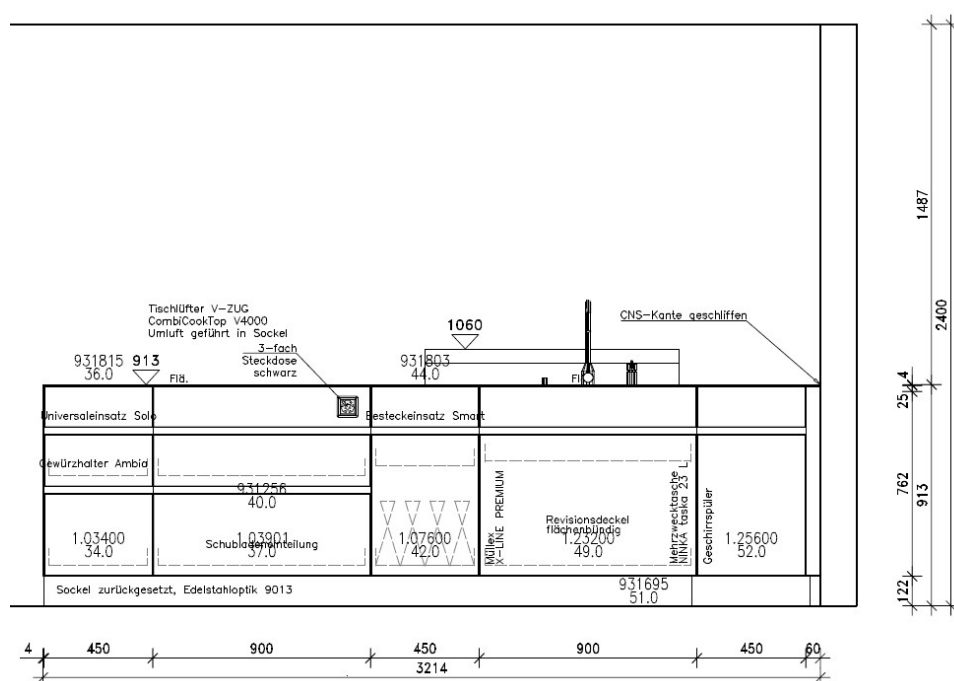 1487
2400
Tischlüfter V-ZUG
CombiCookTop V4000
Umluft geführt in Sockel
3-fach
Steckdose
schwarz
1060
CNS-Kante geschliffen
931815
36.0
913
Flä.
931803
44.0
Fl
4
25
Universaleinsatz Solo
Besteckeinsatz Smart
Gewürzhalter Ambia
931256
40.0
762
913
Müllex
X-LINE PREMIUM
Revisionsdeckel
flächenbündig
Mehrzwecktasche
NINKA taska 23 L
Geschirrspüler
1.03400
34.0
1.03901
37.0
Schubladeneinteilung
1.07600
42.0
1.23200
49.0
1.25600
52.0
Sockel zurückgesetzt, Edelstahloptik 9013
931695
51.0
122
4
450
900
450
900
450
60
3214